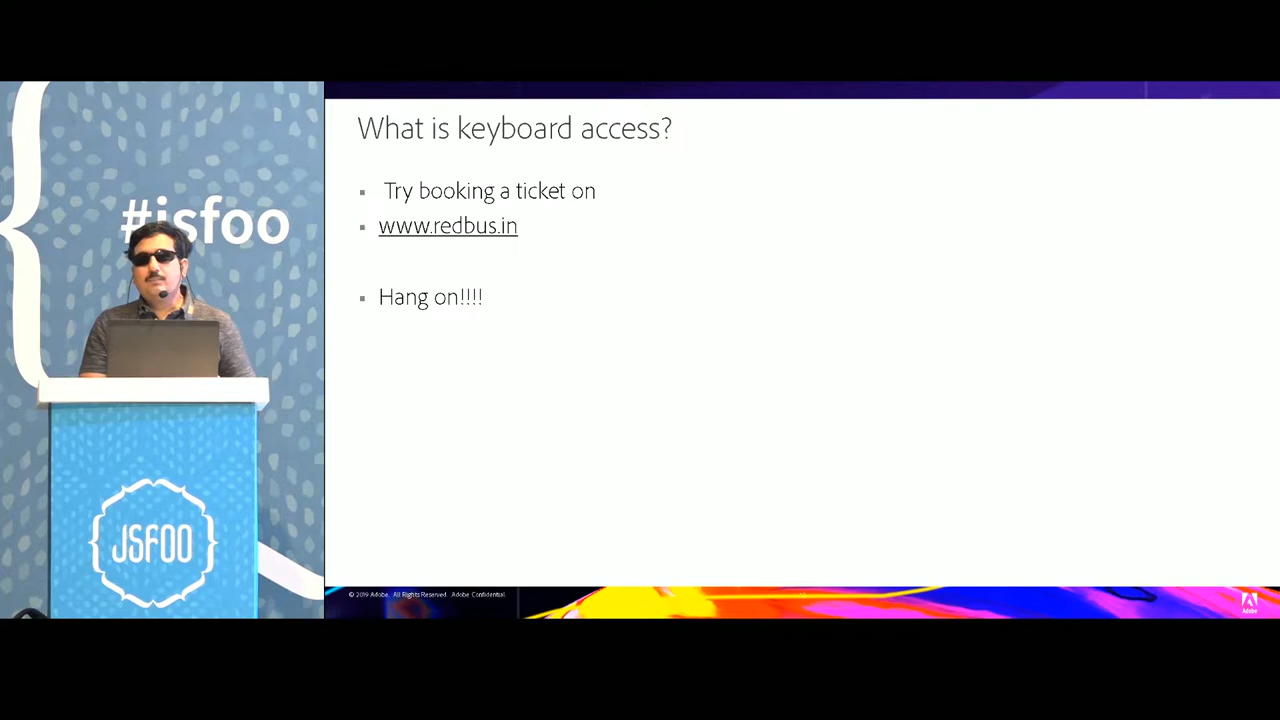 #jsfoo
JSFOO
What is keyboard access?
Try booking a ticket on
www.redbus.in
Hang on!!!!
© 2019 Adobe. All Rights Reserved. Adobe Confidential.
Adobe